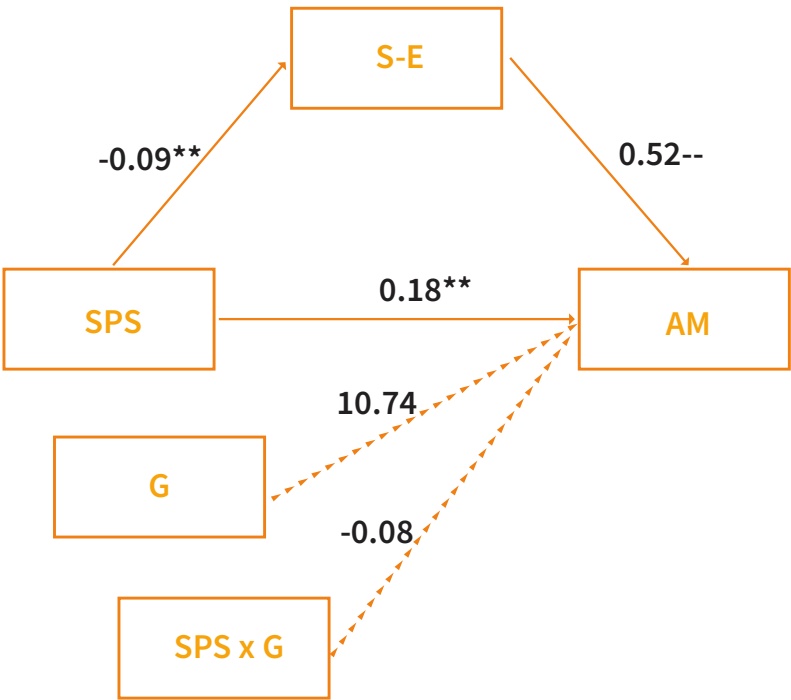 S-E
-0.09**
0.52--
0.18**
SPS
AM
10.74
G
-0.08
SPS x G